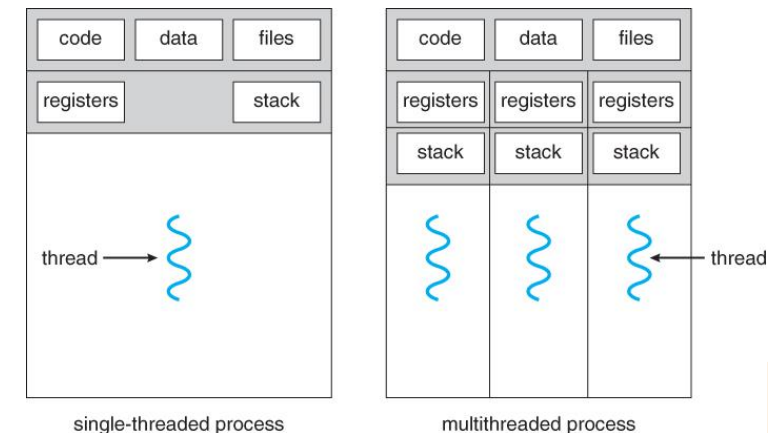 code data files
registers stack
thread
single-threaded process
code data files
registers registers registers
stack stack stack
thread
multithreaded process